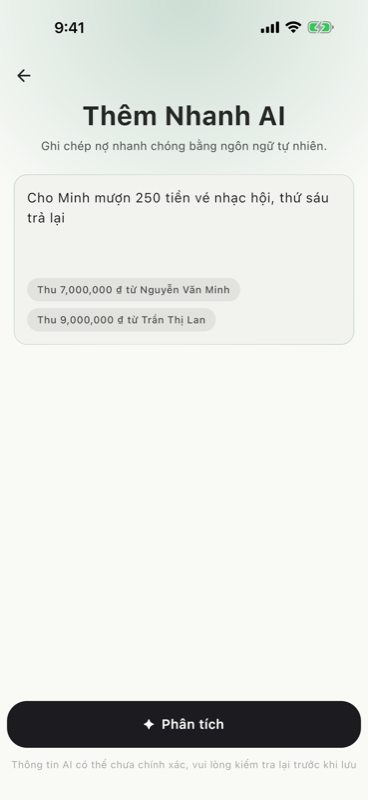 9:41
Thêm Nhanh AI
Ghi chép nợ nhanh chóng bằng ngôn ngữ tự nhiên.
Cho Minh mượn 250 tiền vé nhạc hội, thứ sáu
trả lại
Thu 7,000,000 ₫ từ Nguyễn Văn Minh
Thu 9,000,000 ₫ từ Trần Thị Lan
Phân tích
Thông tin AI có thể chưa chính xác, vui lòng kiểm tra lại trước khi lưu